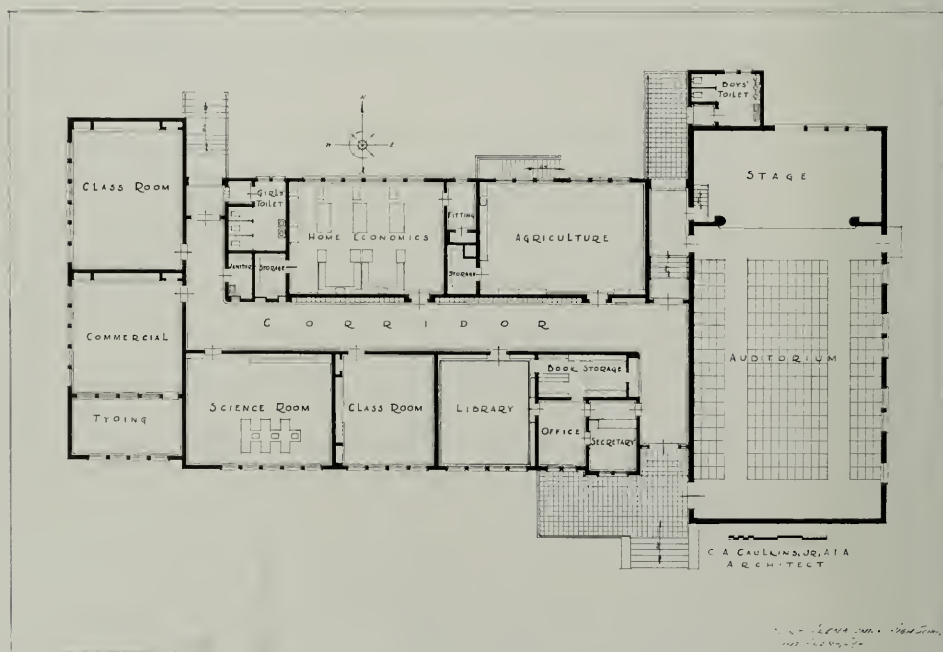 N
W E
BOYS'
TOILET
CLASS ROOM
GIRLS'
TOILET
HOME ECONOMICS
FITTING
AGRICULTURE
STAGE
JANITOR
STORAGE
STORAGE
CORRIDOR
COMMERCIAL
AUDITORIUM
BOOK STORAGE
TYPING
SCIENCE ROOM
CLASS ROOM
LIBRARY
OFFICE
SECRETARY
C A CAULKINS, JR, AIA
ARCHITECT